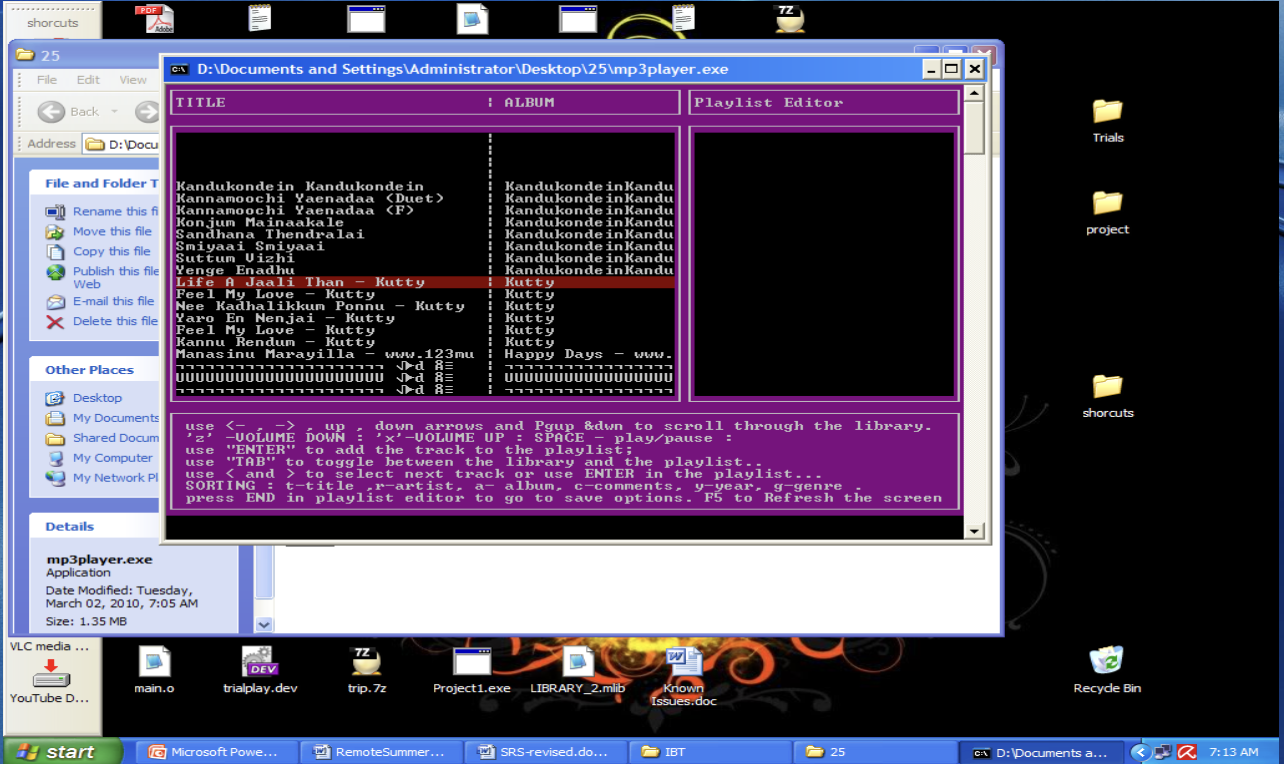 shorcuts
PDF
Adobe
7Z
25
File Edit View
Back
Address D:\Docu
D:\Documents and Settings\Administrator\Desktop\25\mp3player.exe
TITLE ¦ ALBUM
Playlist Editor
Kandukondein Kandukondein ¦ KandukondeinKandu
Kannamoochi Yaenadaa (Duet) ¦ KandukondeinKandu
Kannamoochi Yaenadaa (F) ¦ KandukondeinKandu
Konjum Mainaakale ¦ KandukondeinKandu
Sandhana Thendralai ¦ KandukondeinKandu
Smiyaai Smiyaai ¦ KandukondeinKandu
Suttum Vizhi ¦ KandukondeinKandu
Yenge Enadhu ¦ KandukondeinKandu
Life A Jaali Than - Kutty ¦ Kutty
Feel My Love - Kutty ¦ Kutty
Nee Kadhalikkum Ponnu - Kutty ¦ Kutty
Yaro En Nenjai - Kutty ¦ Kutty
Feel My Love - Kutty ¦ Kutty
Kannu Rendum - Kutty ¦ Kutty
Manasinu Marayilla - www.123mu ¦ Happy Days - www.
use <- , -> , up , down arrows and Pgup &dwn to scroll through the library.
'z' -VOLUME DOWN : 'x'-VOLUME UP : SPACE - play/pause :
use "ENTER" to add the track to the playlist;
use "TAB" to toggle between the library and the playlist..
use < and > to select next track or use ENTER in the playlist...
SORTING : t-title ,r-artist, a- album, c-comments, y-year, g-genre .
press END in playlist editor to go to save options. F5 to Refresh the screen
File and Folder T
Rename this fi
Move this file
Copy this file
Publish this file
Web
E-mail this file
Delete this file
Other Places
Desktop
My Documents
Shared Docum
My Computer
My Network Pl
Details
mp3player.exe
Application
Date Modified: Tuesday,
March 02, 2010, 7:05 AM
Size: 1.35 MB
Trials
project
shorcuts
VLC media ...
YouTube D...
main.o
DEV
trialplay.dev
7Z
trip.7z
Project1.exe
LIBRARY_2.mlib
Known
Issues.doc
Recycle Bin
start
Microsoft Powe...
RemoteSummer...
SRS-revised.do...
IBT
25
D:\Documents a...
7:13 AM